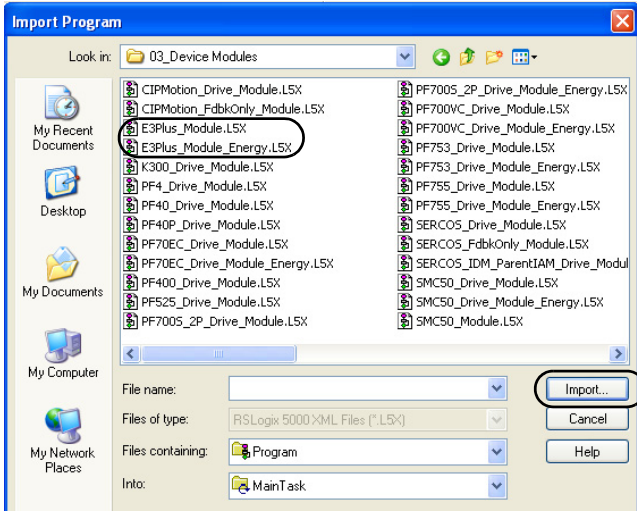 Import Program
Look in: 03_Device Modules
My Recent Documents
Desktop
My Documents
My Computer
My Network Places
CIPMotion_Drive_Module.L5X
CIPMotion_FdbkOnly_Module.L5X
E3Plus_Module.L5X
E3Plus_Module_Energy.L5X
K300_Drive_Module.L5X
PF4_Drive_Module.L5X
PF40_Drive_Module.L5X
PF40P_Drive_Module.L5X
PF70EC_Drive_Module.L5X
PF70EC_Drive_Module_Energy.L5X
PF400_Drive_Module.L5X
PF525_Drive_Module.L5X
PF700S_2P_Drive_Module.L5X
PF700S_2P_Drive_Module_Energy.L5X
PF700VC_Drive_Module.L5X
PF700VC_Drive_Module_Energy.L5X
PF753_Drive_Module.L5X
PF753_Drive_Module_Energy.L5X
PF755_Drive_Module.L5X
PF755_Drive_Module_Energy.L5X
SERCOS_Drive_Module.L5X
SERCOS_FdbkOnly_Module.L5X
SERCOS_IDM_ParentIAM_Drive_Modul
SMC50_Drive_Module.L5X
SMC50_Drive_Module_Energy.L5X
SMC50_Module.L5X
File name:
Import...
Files of type: RSLogix 5000 XML Files (*.L5X)
Cancel
Files containing: Program
Help
Into: MainTask